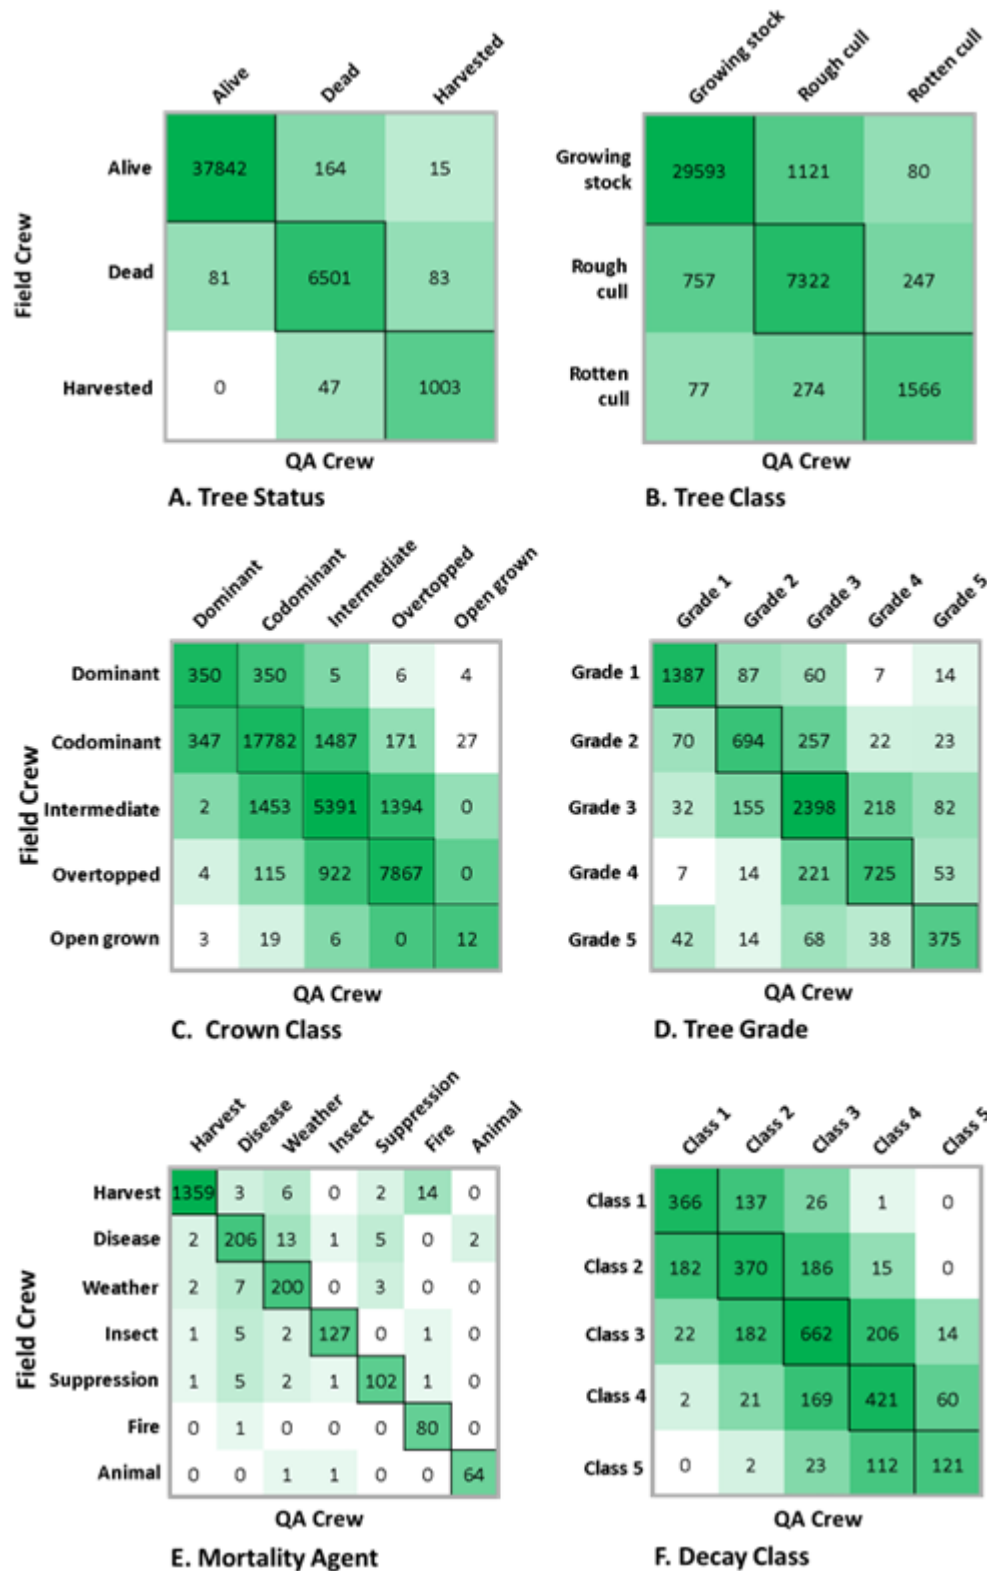 Alive Dead Harvested
Field Crew
Alive 37842 164 15
Dead 81 6501 83
Harvested 0 47 1003
QA Crew
A. Tree Status
Growing stock Rough cull Rotten cull
Growing
stock 29593 1121 80
Rough
cull 757 7322 247
Rotten
cull 77 274 1566
QA Crew
B. Tree Class
Dominant Codominant Intermediate Overtopped Open grown
Field Crew
Dominant 350 350 5 6 4
Codominant 347 17782 1487 171 27
Intermediate 2 1453 5391 1394 0
Overtopped 4 115 922 7867 0
Open grown 3 19 6 0 12
QA Crew
C. Crown Class
Grade 1 Grade 2 Grade 3 Grade 4 Grade 5
Grade 1 1387 87 60 7 14
Grade 2 70 694 257 22 23
Grade 3 32 155 2398 218 82
Grade 4 7 14 221 725 53
Grade 5 42 14 68 38 375
QA Crew
D. Tree Grade
Harvest Disease Weather Insect Suppression Fire Animal
Field Crew
Harvest 1359 3 6 0 2 14 0
Disease 2 206 13 1 5 0 2
Weather 2 7 200 0 3 0 0
Insect 1 5 2 127 0 1 0
Suppression 1 5 2 1 102 1 0
Fire 0 1 0 0 0 80 0
Animal 0 0 1 1 0 0 64
QA Crew
E. Mortality Agent
Class 1 Class 2 Class 3 Class 4 Class 5
Class 1 366 137 26 1 0
Class 2 182 370 186 15 0
Class 3 22 182 662 206 14
Class 4 2 21 169 421 60
Class 5 0 2 23 112 121
QA Crew
F. Decay Class